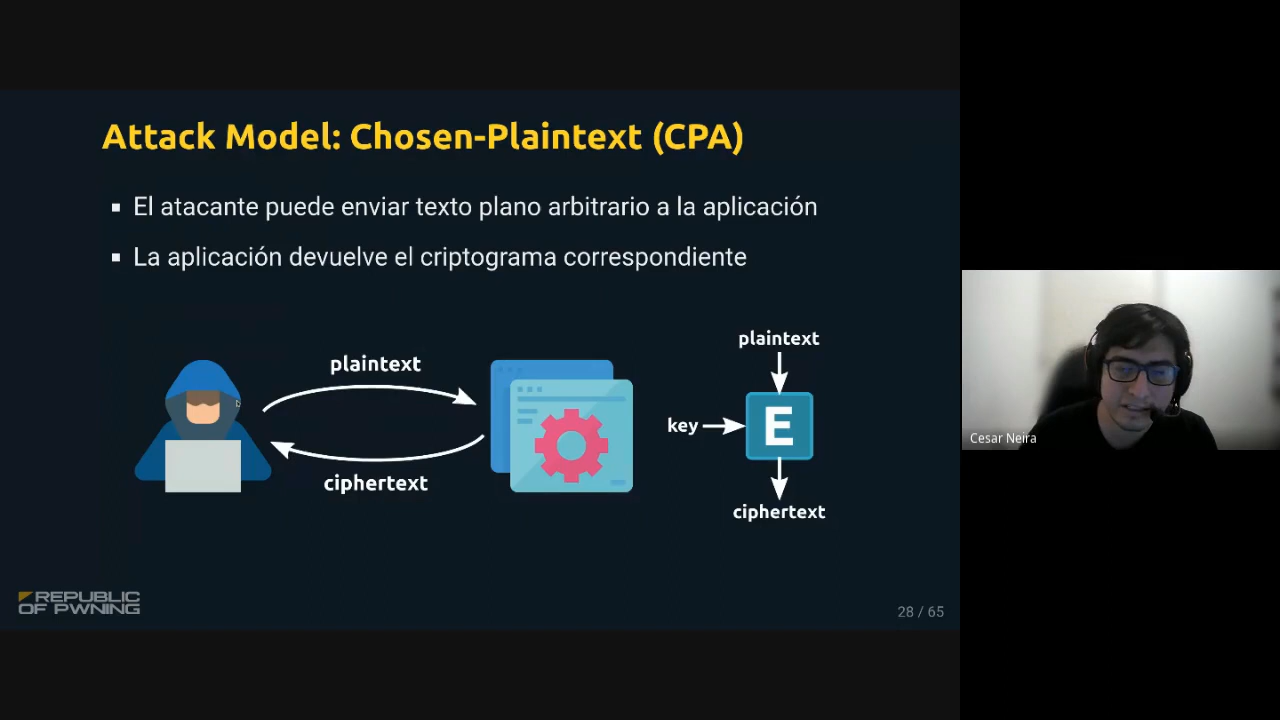 Attack Model: Chosen-Plaintext (CPA)
El atacante puede enviar texto plano arbitrario a la aplicación
La aplicación devuelve el criptograma correspondiente
plaintext
ciphertext
plaintext
key
E
ciphertext
REPUBLIC
OF PWNING
28 / 65
Cesar Neira